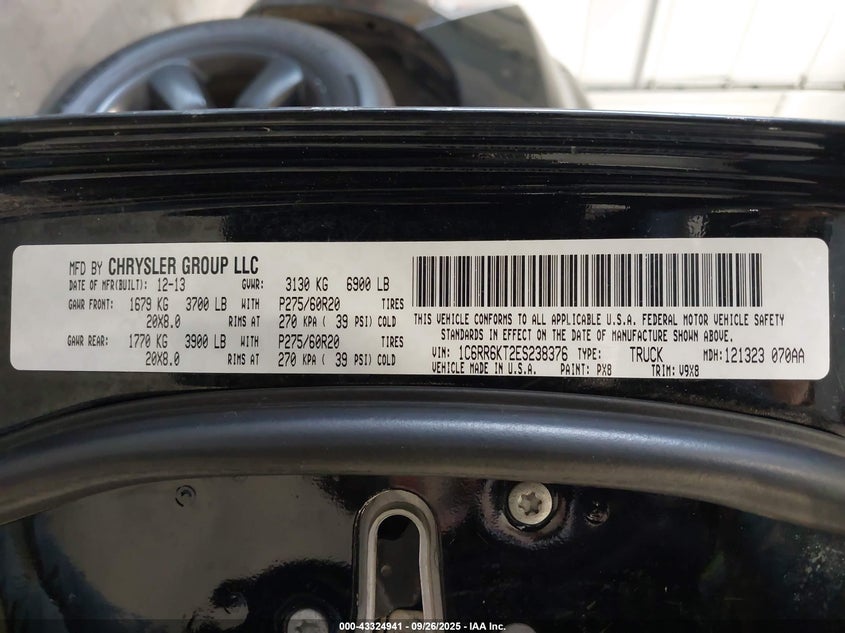 MFD BY CHRYSLER GROUP LLC
DATE OF MFR(BUILT): 12-13 GVWR: 3130 KG 6900 LB
GAWR FRONT: 1679 KG 3700 LB WITH P275/60R20 TIRES
20X8.0 RIMS AT 270 KPA ( 39 PSI) COLD
GAWR REAR: 1770 KG 3900 LB WITH P275/60R20 TIRES
20X8.0 RIMS AT 270 KPA ( 39 PSI) COLD
THIS VEHICLE CONFORMS TO ALL APPLICABLE U.S.A. FEDERAL MOTOR VEHICLE SAFETY
STANDARDS IN EFFECT ON THE DATE OF MANUFACTURE SHOWN ABOVE.
VIN: 1C6RR6KT2ES238376 TYPE: TRUCK MDH: 121323 070AA
VEHICLE MADE IN U.S.A. PAINT: PX8 TRIM: V9X8
000-43324941 - 09/26/2025 - IAA Inc.